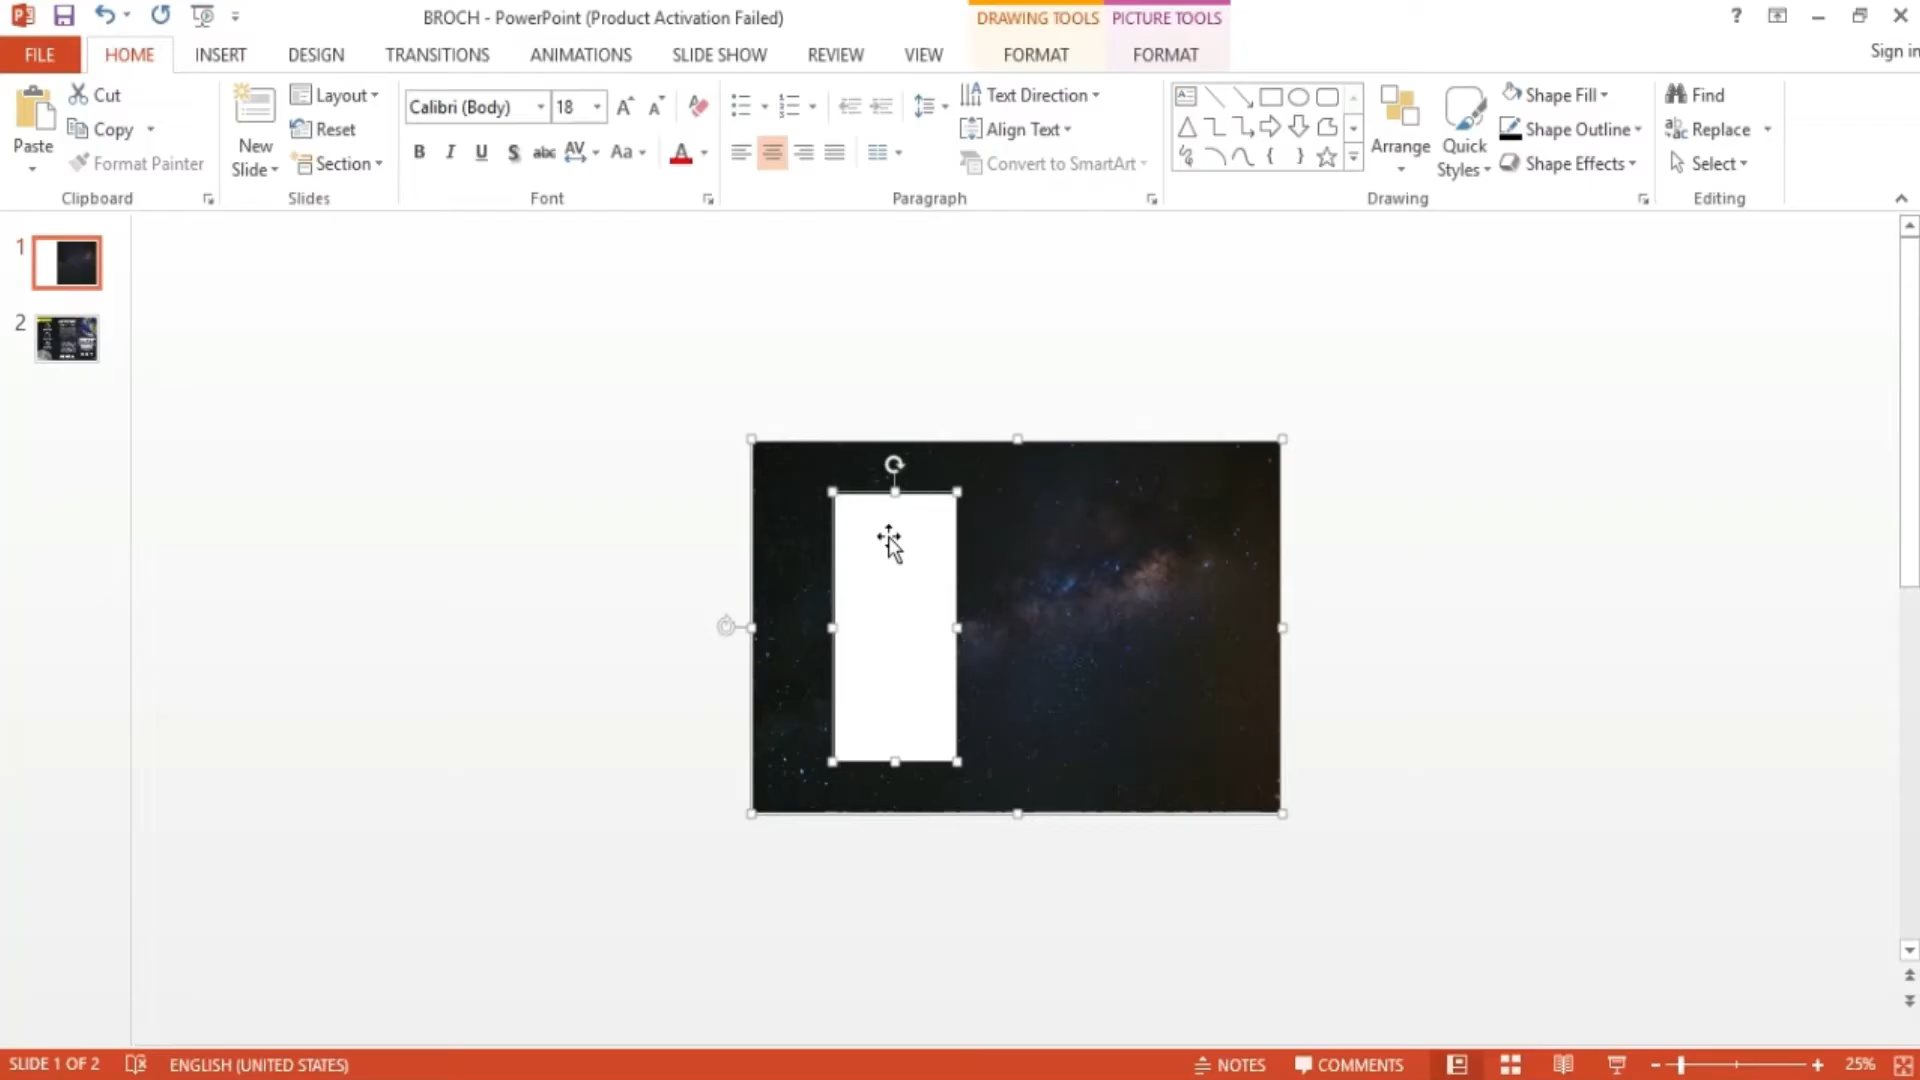 BROCH - PowerPoint (Product Activation Failed)
DRAWING TOOLS
PICTURE TOOLS
?
FILE
HOME
INSERT
DESIGN
TRANSITIONS
ANIMATIONS
SLIDE SHOW
REVIEW
VIEW
FORMAT
FORMAT
Sign in
Paste
Cut
Copy
Format Painter
Clipboard
New
Slide
Layout
Reset
Section
Slides
Calibri (Body)
18
B I U S abc AV Aa A
Font
Text Direction
Align Text
Convert to SmartArt
Paragraph
Arrange
Quick
Styles
Shape Fill
Shape Outline
Shape Effects
Drawing
Find
Replace
Select
Editing
1
2
SLIDE 1 OF 2
ENGLISH (UNITED STATES)
NOTES
COMMENTS
25%